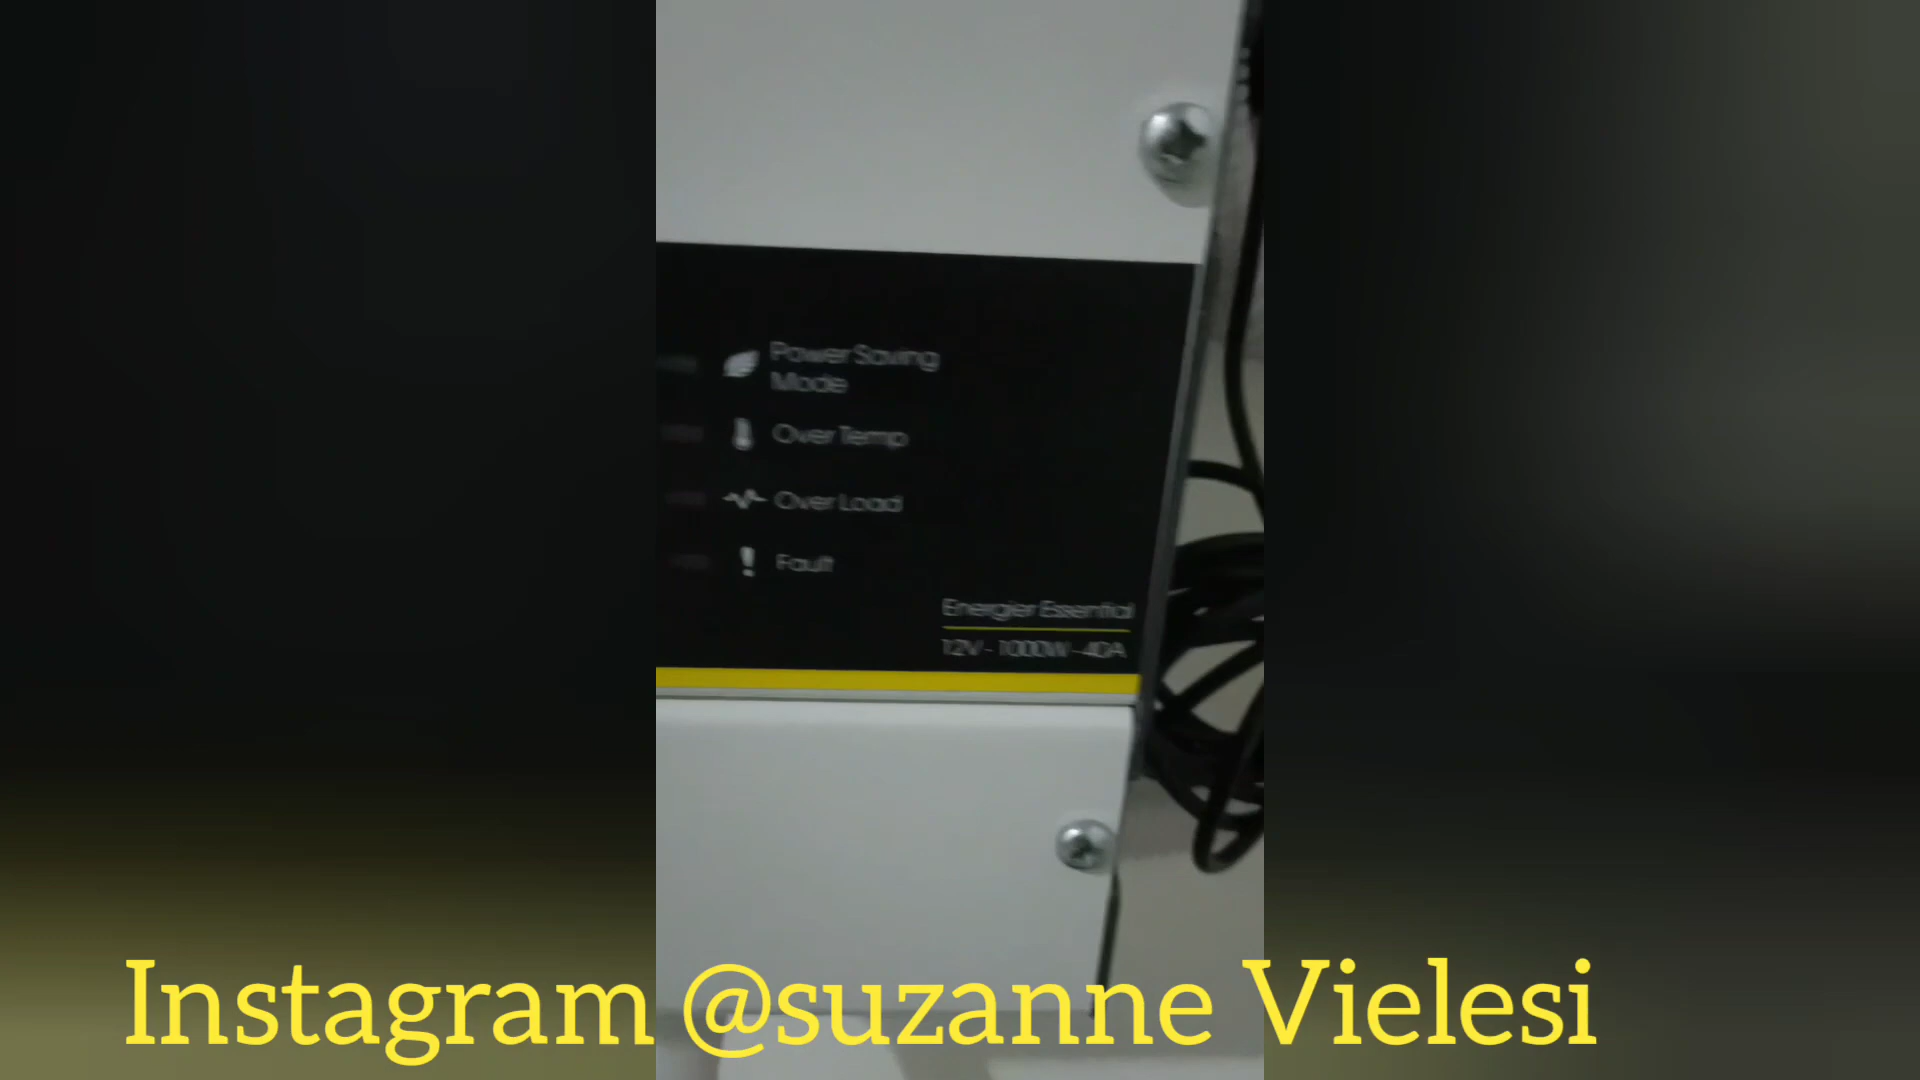 Power Saving
Mode
Over Temp
Over Load
Fault
Energier Essential
12V - 1000W - 40A
Instagram @suzanne Vielesi